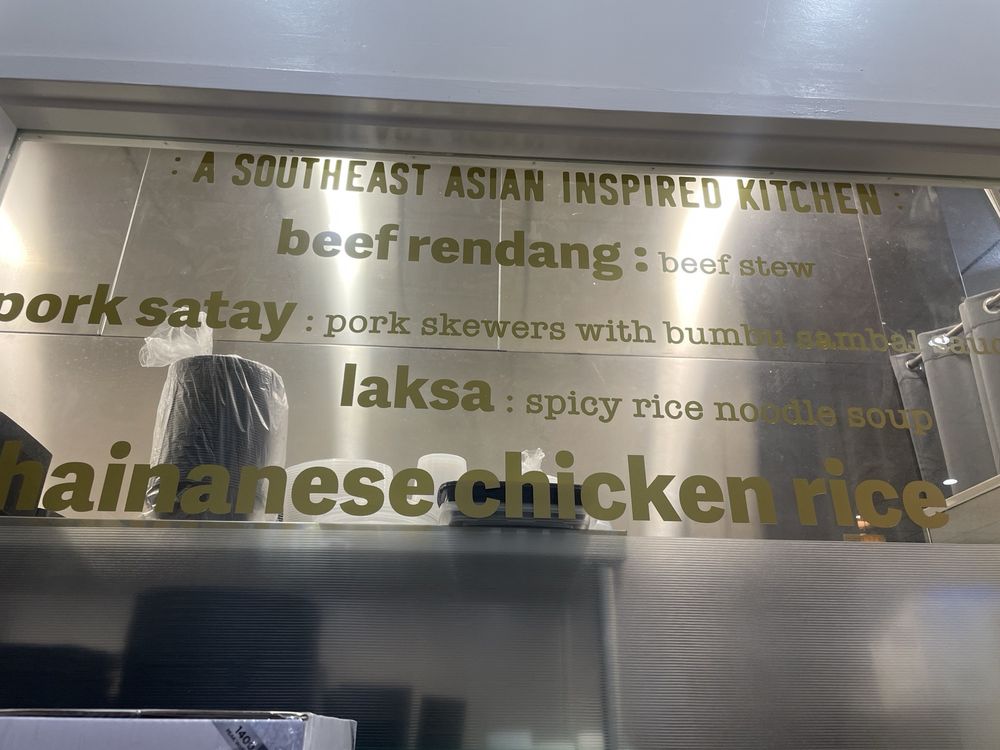 : A SOUTHEAST ASIAN INSPIRED KITCHEN :
beef rendang : beef stew
pork satay : pork skewers with bumbu sambal
laksa : spicy rice noodle soup
hainanese chicken rice